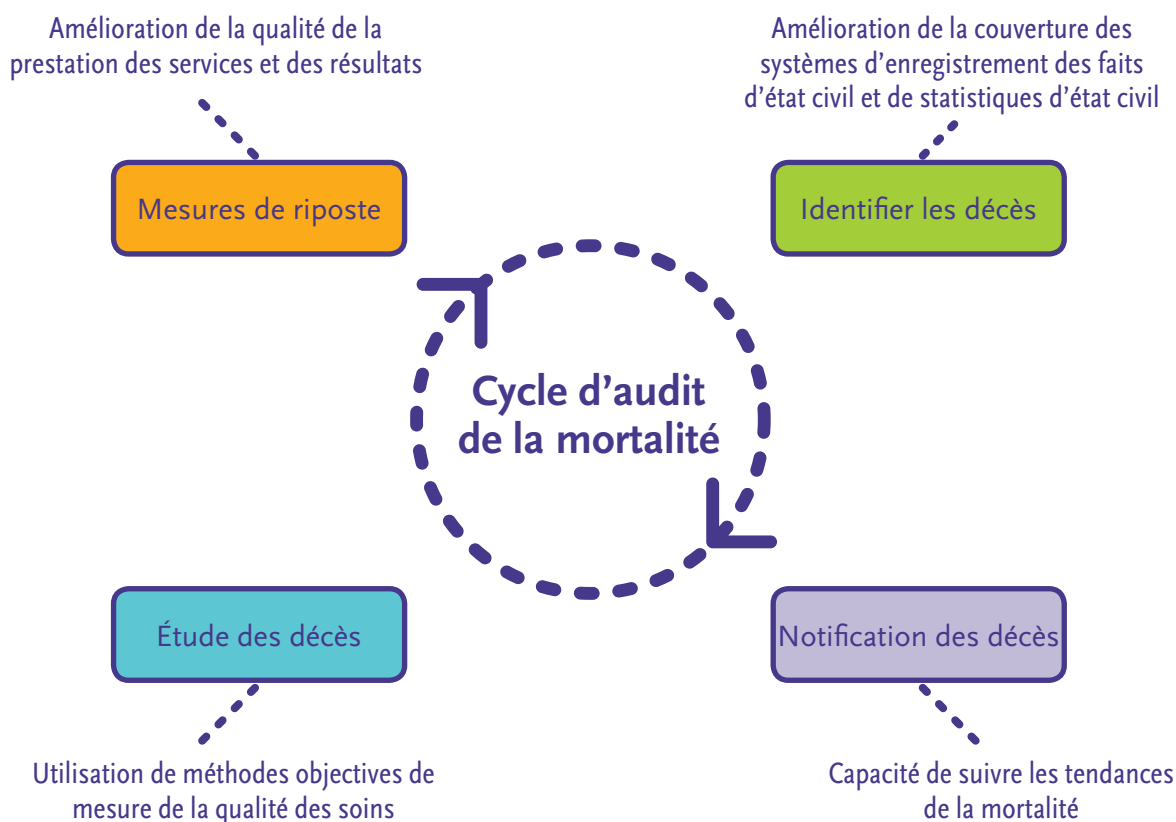 Amélioration de la qualité de la
prestation des services et des résultats
Amélioration de la couverture des
systèmes d’enregistrement des faits
d’état civil et de statistiques d’état civil
Mesures de riposte
Identifier les décès
Cycle d’audit
de la mortalité
Étude des décès
Notification des décès
Utilisation de méthodes objectives de
mesure de la qualité des soins
Capacité de suivre les tendances
de la mortalité